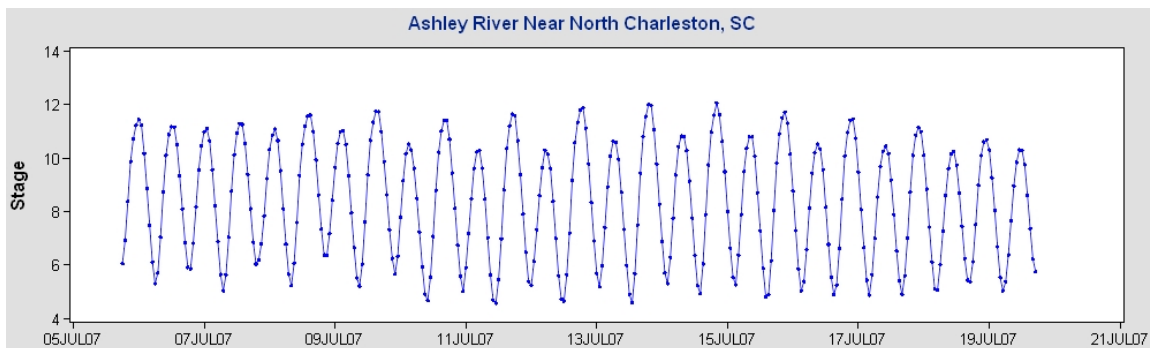 Ashley River Near North Charleston, SC
14
12
10
8
6
4
Stage
05JUL07 07JUL07 09JUL07 11JUL07 13JUL07 15JUL07 17JUL07 19JUL07 21JUL07